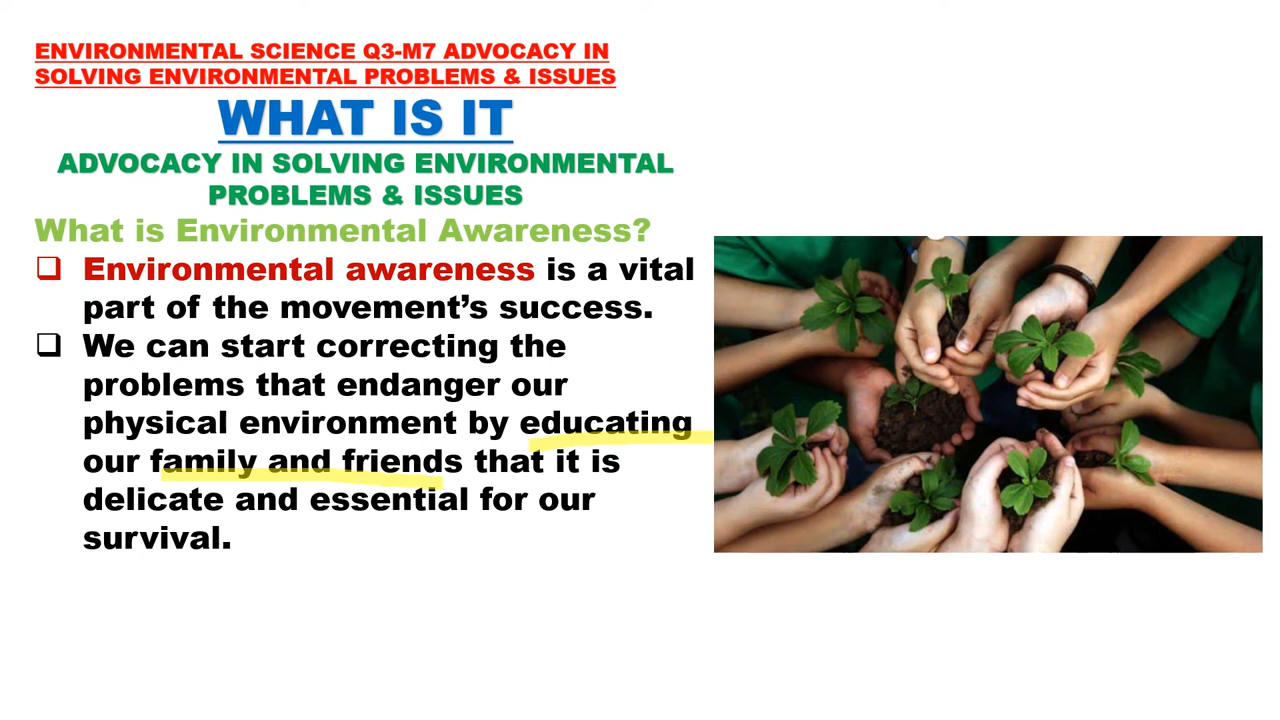 ENVIRONMENTAL SCIENCE Q3-M7 ADVOCACY IN
SOLVING ENVIRONMENTAL PROBLEMS & ISSUES
WHAT IS IT
ADVOCACY IN SOLVING ENVIRONMENTAL
PROBLEMS & ISSUES
What is Environmental Awareness?
❑ Environmental awareness is a vital
part of the movement’s success.
❑ We can start correcting the
problems that endanger our
physical environment by educating
our family and friends that it is
delicate and essential for our
survival.